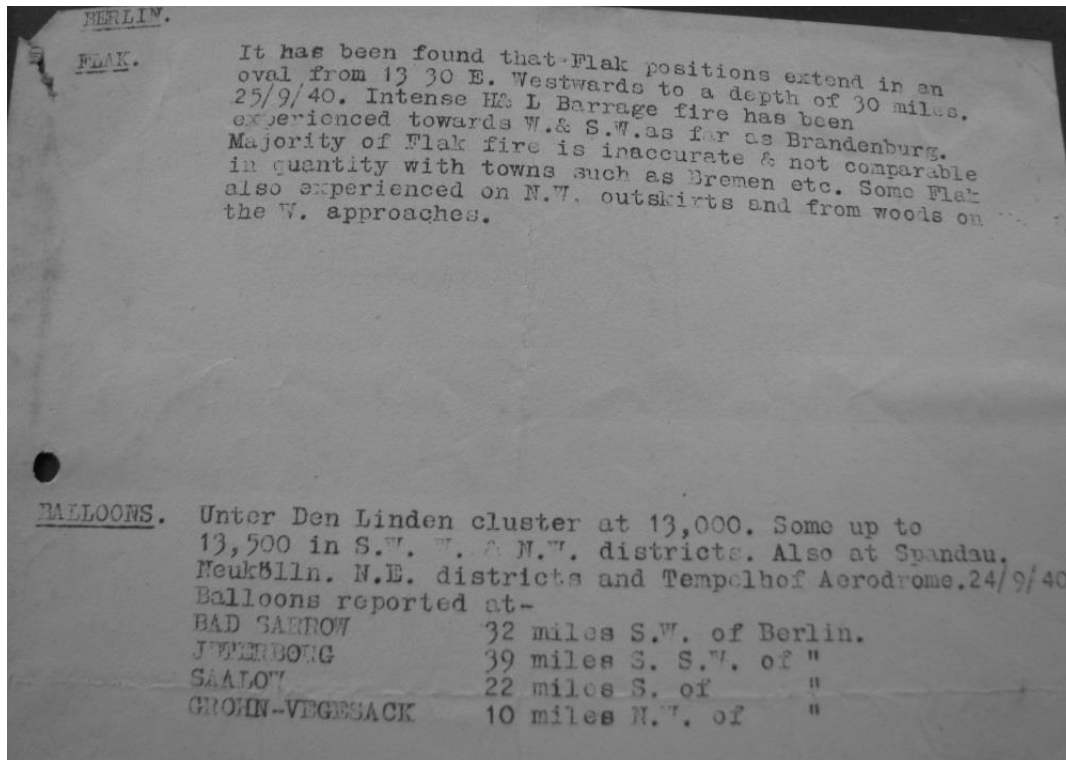 BERLIN.
FLAK. It has been found that Flak positions extend in an
oval from 13 30 E. Westwards to a depth of 30 miles.
25/9/40. Intense H& L Barrage fire has been
experienced towards W.& S.W.as far as Brandenburg.
Majority of Flak fire is inaccurate & not comparable
in quantity with towns such as Bremen etc. Some Flak
also experienced on N.W. outskirts and from woods on
the W. approaches.
BALLOONS. Unter Den Linden cluster at 13,000. Some up to
13,500 in S.W. W. & N.W. districts. Also at Spandau.
Neukölln. N.E. districts and Tempelhof Aerodrome.24/9/40
Balloons reported at-
BAD SARROW 32 miles S.W. of Berlin.
JUTERBOURG 39 miles S. S.W. of "
SAALOW 22 miles S. of "
GROHN-VEGESACK 10 miles N.W. of "